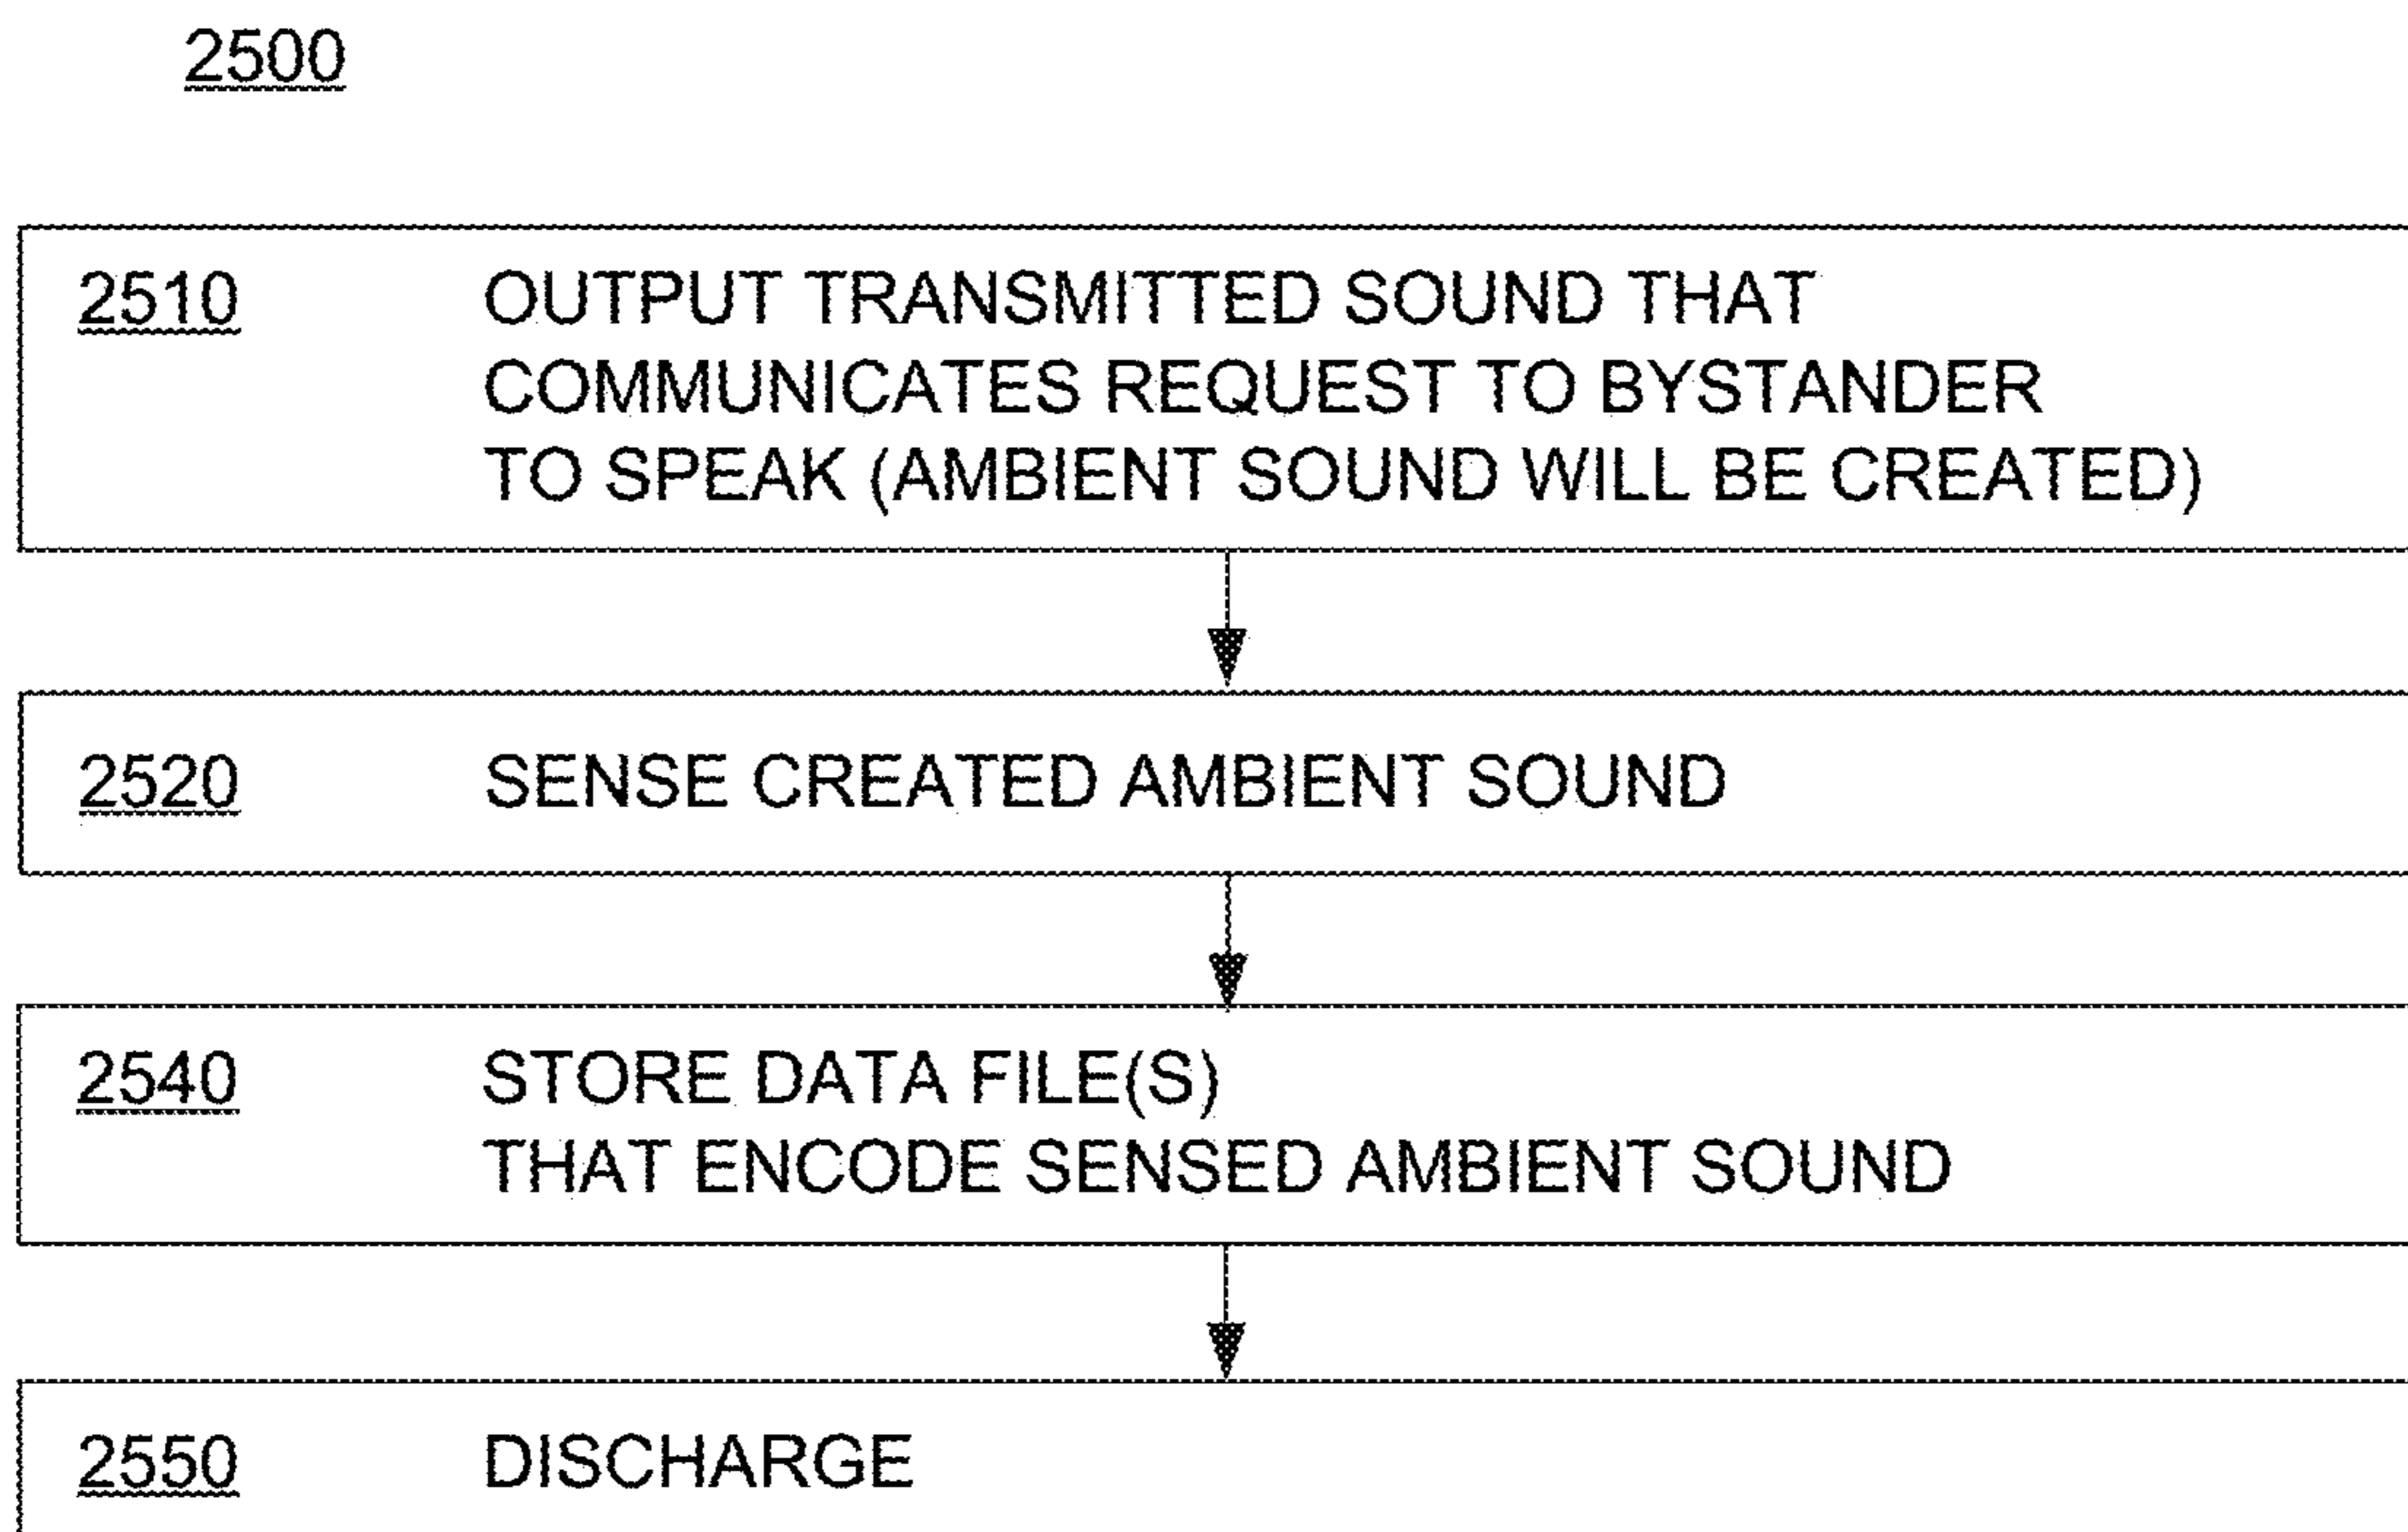 2500
2510 OUTPUT TRANSMITTED SOUND THAT
COMMUNICATES REQUEST TO BYSTANDER
TO SPEAK (AMBIENT SOUND WILL BE CREATED)
2520 SENSE CREATED AMBIENT SOUND
2540 STORE DATA FILE(S)
THAT ENCODE SENSED AMBIENT SOUND
2550 DISCHARGE